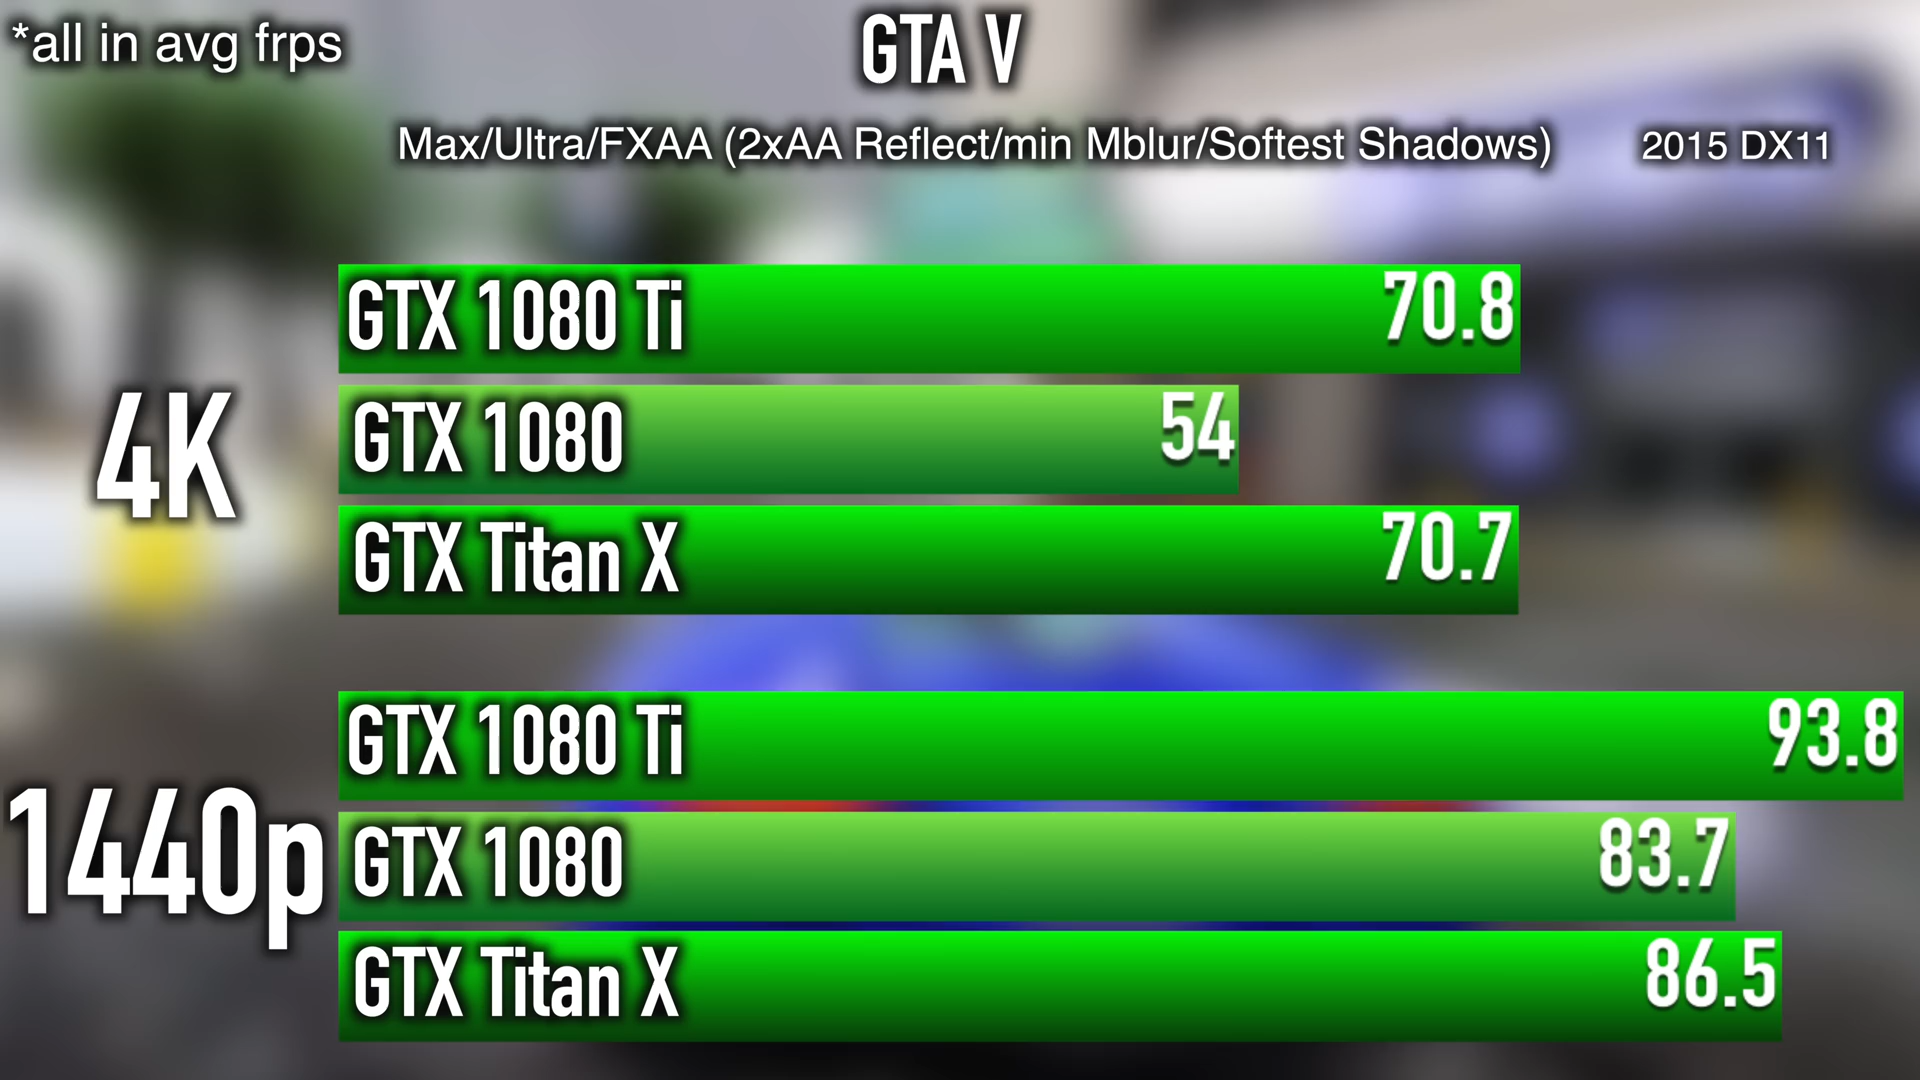 *all in avg frps
GTA V
Max/Ultra/FXAA (2xAA Reflect/min Mblur/Softest Shadows)
2015 DX11
4K
GTX 1080 Ti 70.8
GTX 1080 54
GTX Titan X 70.7
1440p
GTX 1080 Ti 93.8
GTX 1080 83.7
GTX Titan X 86.5